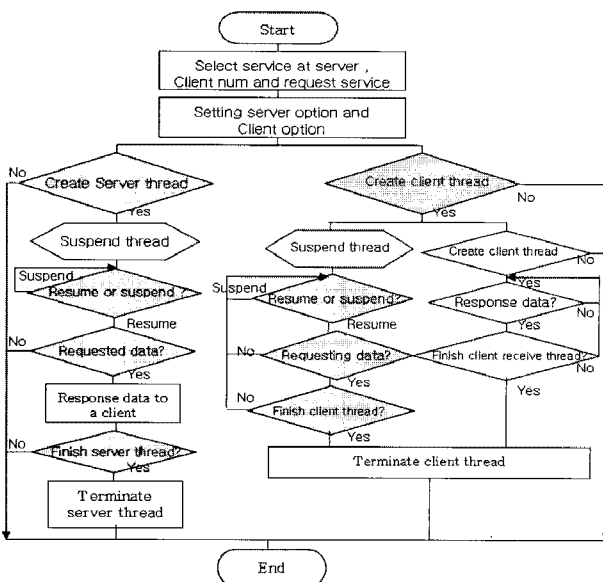 Start
Select service at server ,
Client num and request service
Setting server option and
Client option
No
Create Server thread
Yes
Create client thread
No
Yes
Suspend thread
Suspend thread
Create client thread
No
Yes
Suspend
Resume or suspend ?
Resume
Suspend
Resume or suspend?
Resume
Response data?
No
Yes
No
Requested data?
Yes
No
Requesting data?
Yes
Finish client receive thread?
No
Yes
Response data to
a client
No
Finish client thread?
Yes
No
Finish server thread?
Yes
Terminate client thread
Terminate
server thread
End